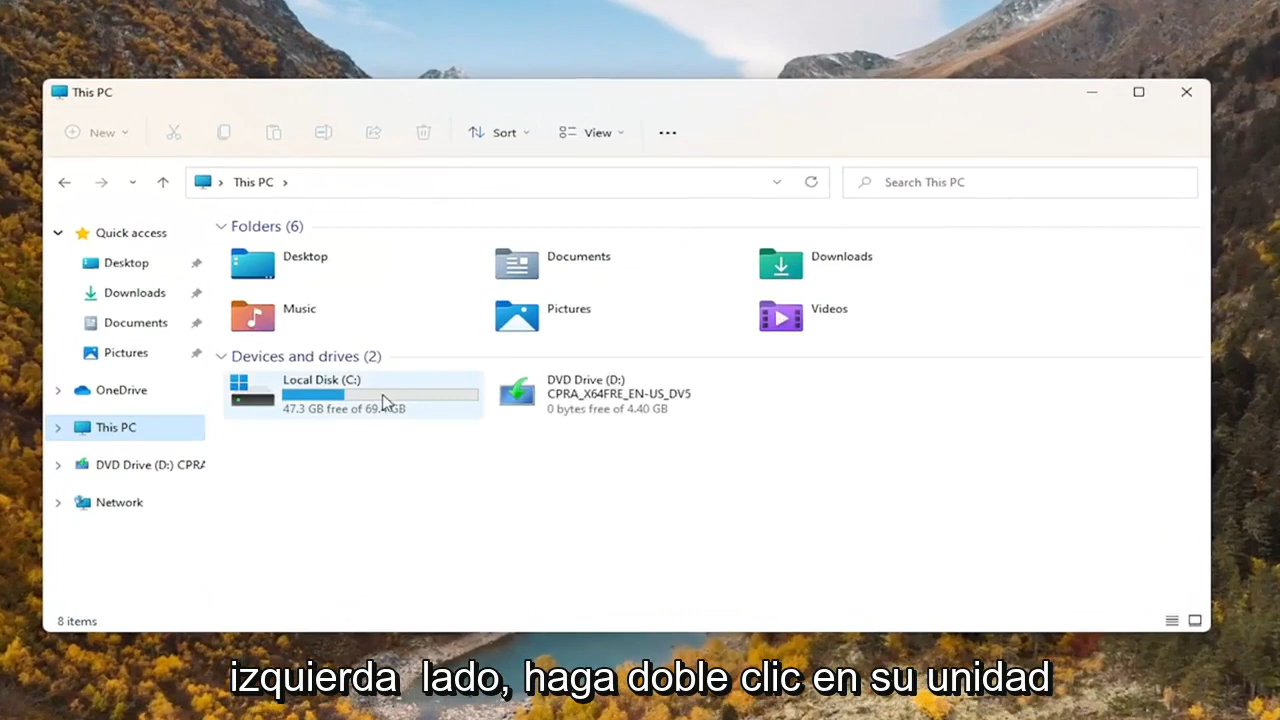 This PC
New
Sort
View
This PC
Search This PC
Quick access
Desktop
Downloads
Documents
Pictures
OneDrive
This PC
DVD Drive (D:) CPRA
Network
Folders (6)
Desktop
Documents
Downloads
Music
Pictures
Videos
Devices and drives (2)
Local Disk (C:)
47.3 GB free of 69.4 GB
DVD Drive (D:)
CPRA_X64FRE_EN-US_DV5
0 bytes free of 4.40 GB
8 items
izquierda lado, haga doble clic en su unidad